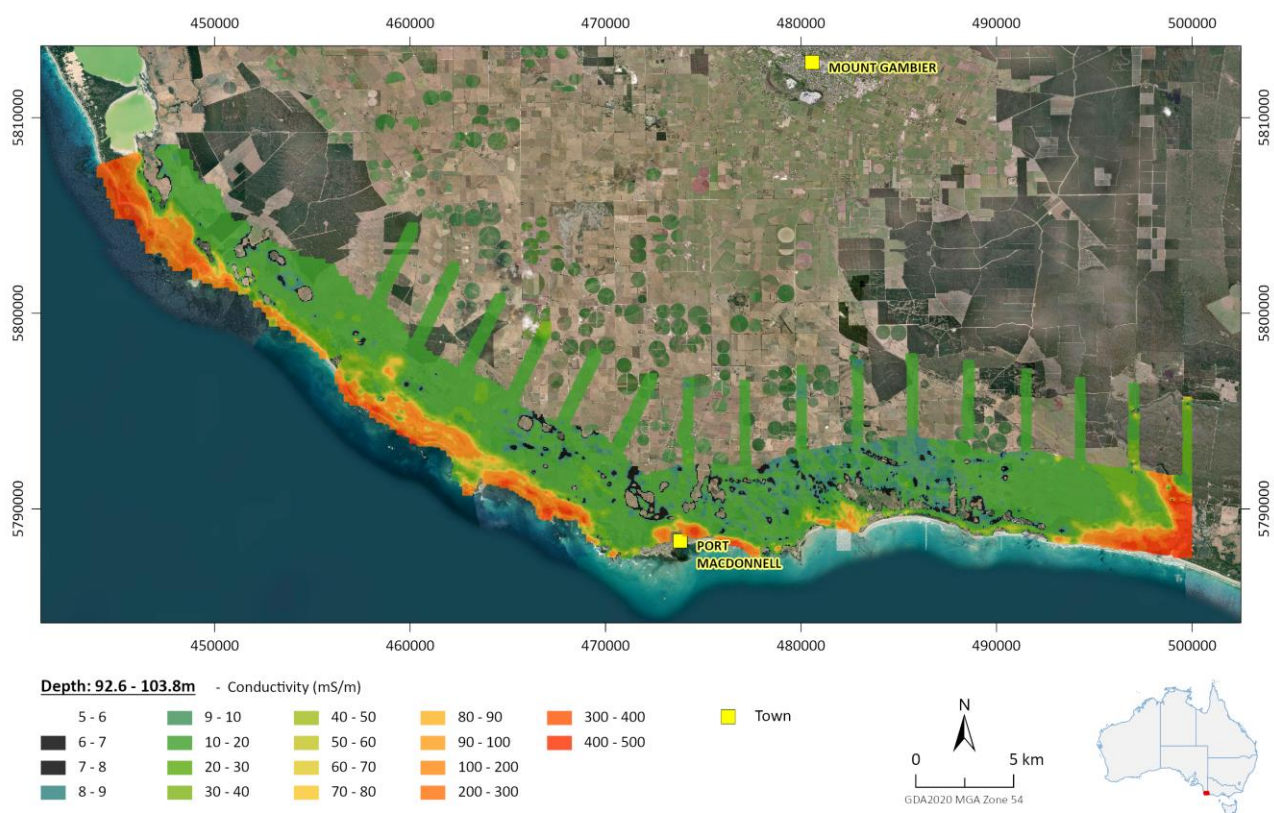 450000 460000 470000 480000 490000 500000
5810000 5810000
MOUNT GAMBIER
5800000 5800000
5790000 5790000
PORT
MACDONNELL
450000 460000 470000 480000 490000 500000
Depth: 92.6 - 103.8m - Conductivity (mS/m)
5 - 6 9 - 10 40 - 50 80 - 90 300 - 400 Town
6 - 7 10 - 20 50 - 60 90 - 100 400 - 500
7 - 8 20 - 30 60 - 70 100 - 200
8 - 9 30 - 40 70 - 80 200 - 300
N
0 5 km
GDA2020 MGA Zone 54